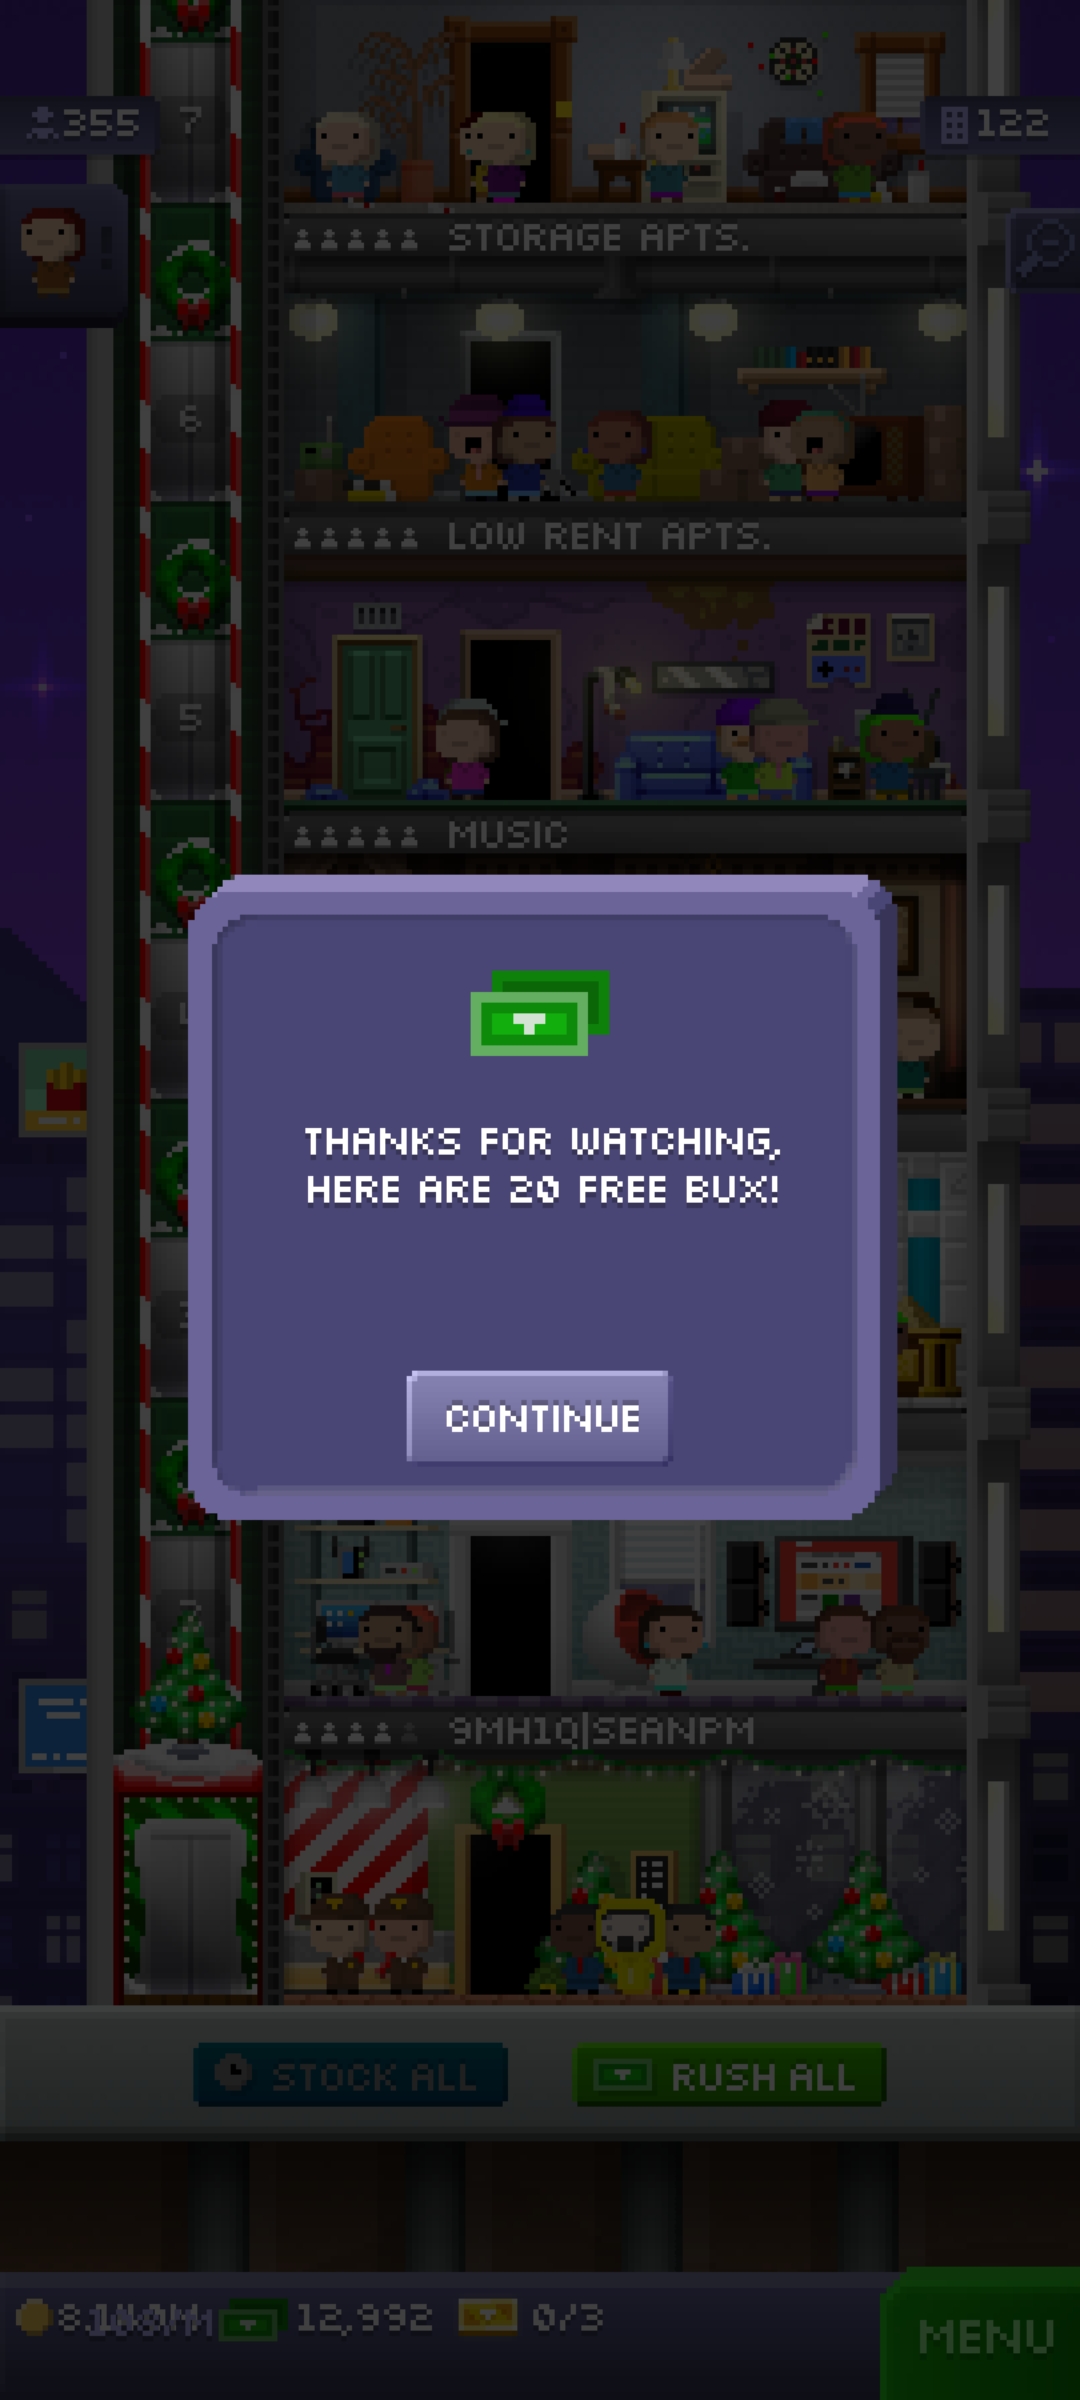 7
355
122
!
STORAGE APTS.
6
LOW RENT APTS.
5
MUSIC
THANKS FOR WATCHING,
HERE ARE 20 FREE BUX!
CONTINUE
9MH1Q|SEANPM
STOCK ALL
RUSH ALL
12,992
0/3
MENU